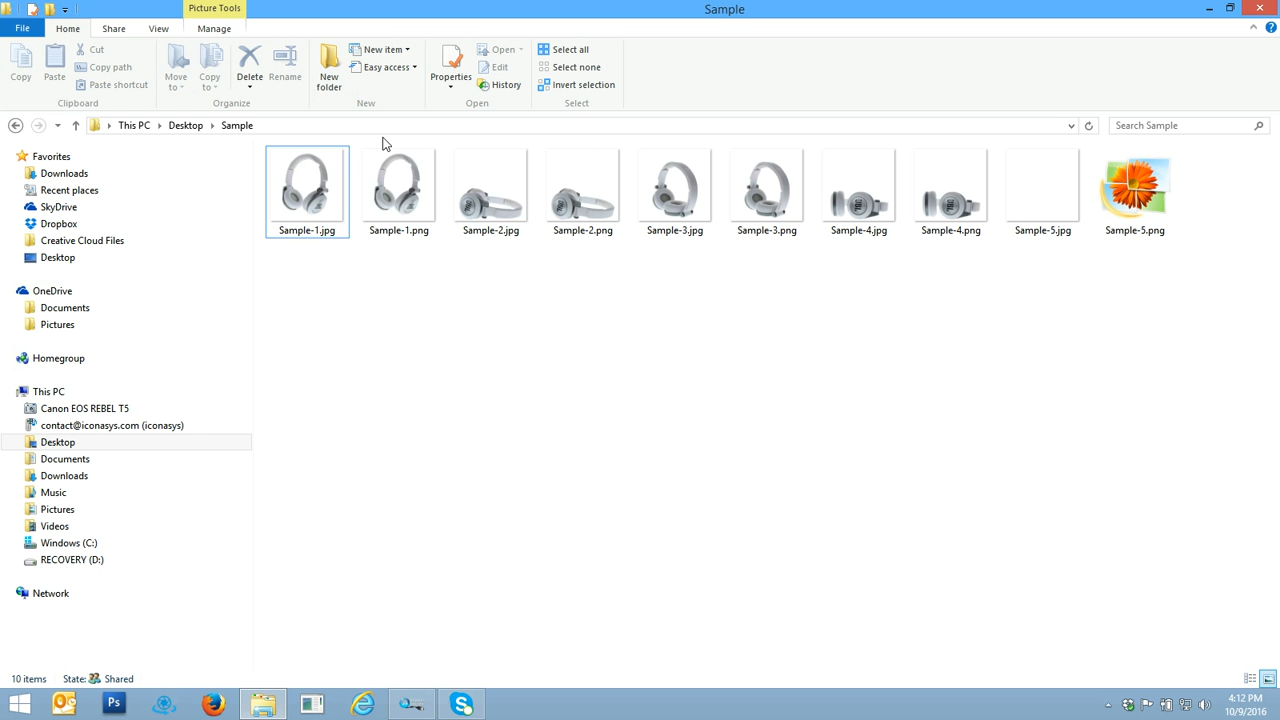 Picture Tools
Sample
File
Home
Share
View
Manage
Copy
Paste
Cut
Copy path
Paste shortcut
Clipboard
Move to
Copy to
Delete
Rename
Organize
New folder
New item
Easy access
New
Properties
Open
Edit
History
Open
Select all
Select none
Invert selection
Select
This PC
Desktop
Sample
Search Sample
Favorites
Downloads
Recent places
SkyDrive
Dropbox
Creative Cloud Files
Desktop
OneDrive
Documents
Pictures
Homegroup
This PC
Canon EOS REBEL T5
contact@iconasys.com (iconasys)
Desktop
Documents
Downloads
Music
Pictures
Videos
Windows (C:)
RECOVERY (D:)
Network
Sample-1.jpg
Sample-1.png
Sample-2.jpg
Sample-2.png
Sample-3.jpg
Sample-3.png
Sample-4.jpg
Sample-4.png
Sample-5.jpg
Sample-5.png
10 items
State:
Shared
Ps
4:12 PM
10/9/2016